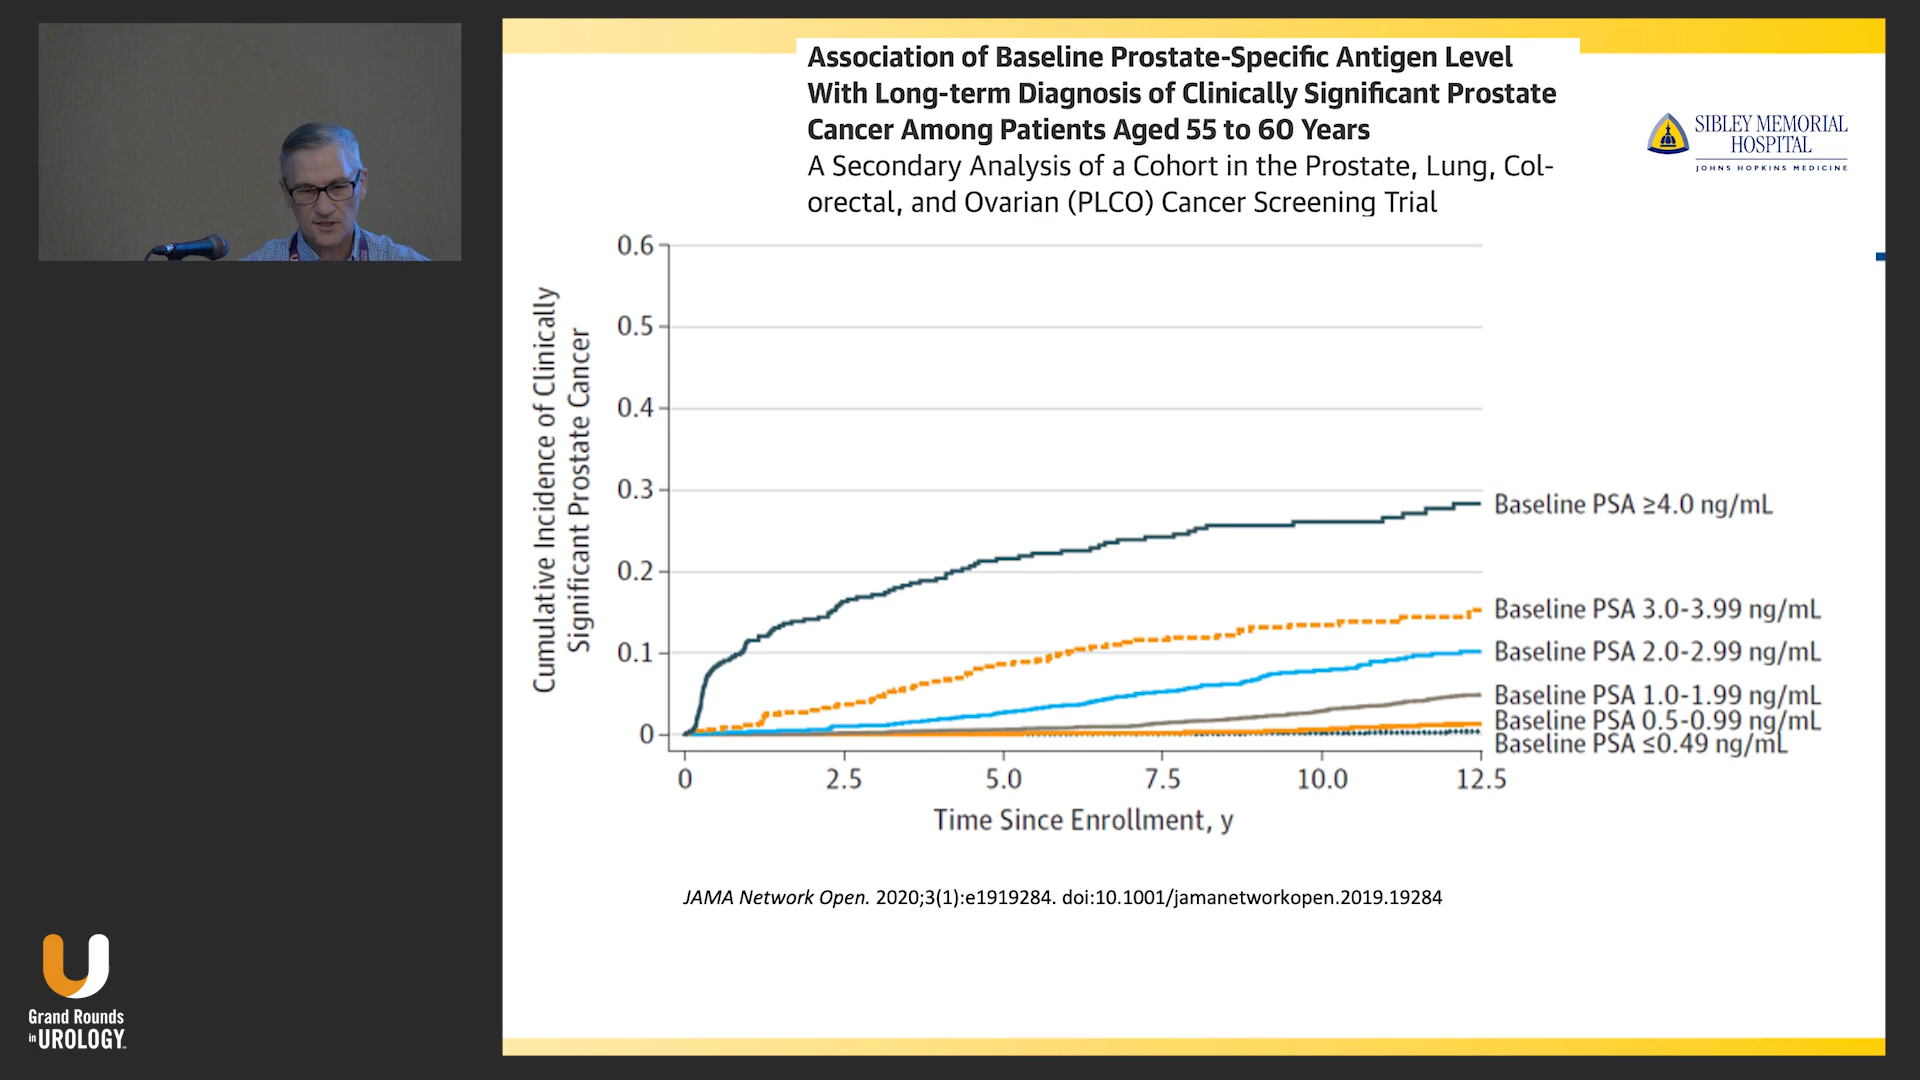 Association of Baseline Prostate-Specific Antigen Level
With Long-term Diagnosis of Clinically Significant Prostate
Cancer Among Patients Aged 55 to 60 Years
A Secondary Analysis of a Cohort in the Prostate, Lung, Col-
orectal, and Ovarian (PLCO) Cancer Screening Trial
SIBLEY MEMORIAL
HOSPITAL
JOHNS HOPKINS MEDICINE
Cumulative Incidence of Clinically
Significant Prostate Cancer
0.6
0.5
0.4
0.3
0.2
0.1
0
Baseline PSA ≥4.0 ng/mL
Baseline PSA 3.0-3.99 ng/mL
Baseline PSA 2.0-2.99 ng/mL
Baseline PSA 1.0-1.99 ng/mL
Baseline PSA 0.5-0.99 ng/mL
Baseline PSA ≤0.49 ng/mL
0 2.5 5.0 7.5 10.0 12.5
Time Since Enrollment, y
JAMA Network Open. 2020;3(1):e1919284. doi:10.1001/jamanetworkopen.2019.19284
Grand Rounds
in UROLOGY